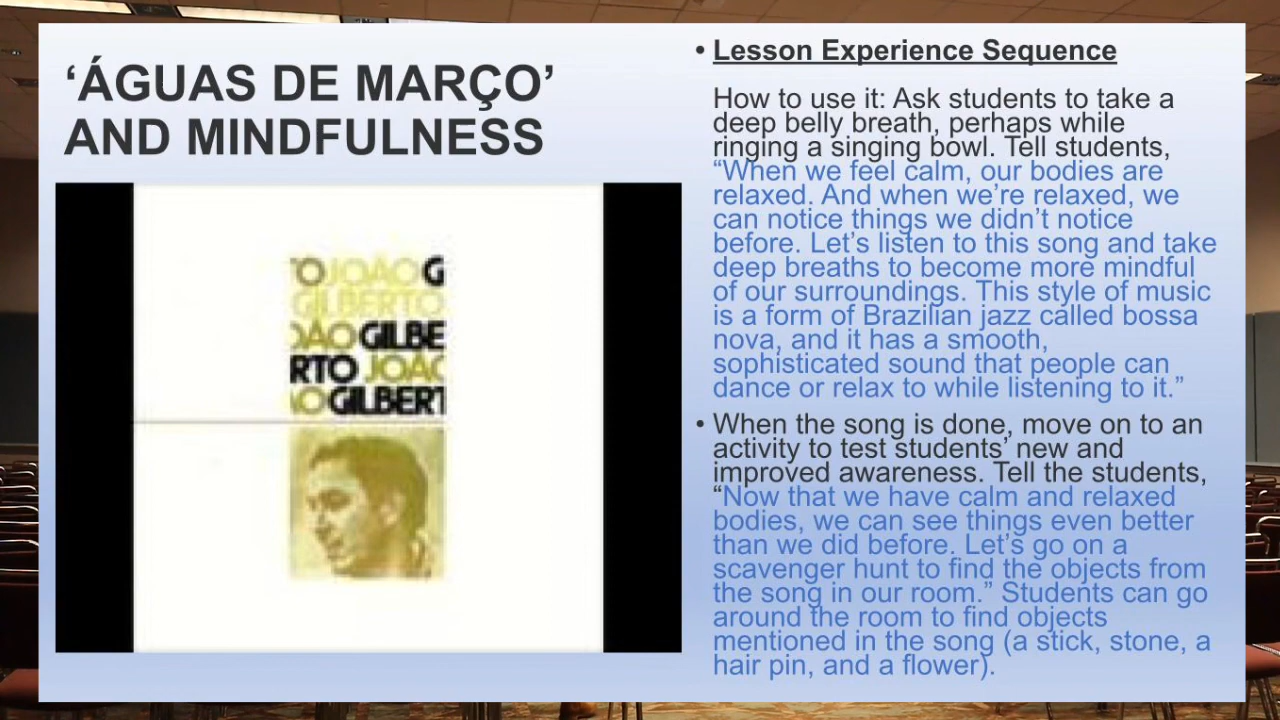 ‘ÁGUAS DE MARÇO’
AND MINDFULNESS
TO JOÃO G
GILBERTO
OÃO GILBE
RTO JOÃO
ÃO GILBERT
• Lesson Experience Sequence
How to use it: Ask students to take a
deep belly breath, perhaps while
ringing a singing bowl. Tell students,
“When we feel calm, our bodies are
relaxed. And when we’re relaxed, we
can notice things we didn’t notice
before. Let’s listen to this song and take
deep breaths to become more mindful
of our surroundings. This style of music
is a form of Brazilian jazz called bossa
nova, and it has a smooth,
sophisticated sound that people can
dance or relax to while listening to it.”
• When the song is done, move on to an
activity to test students’ new and
improved awareness. Tell the students,
“Now that we have calm and relaxed
bodies, we can see things even better
than we did before. Let’s go on a
scavenger hunt to find the objects from
the song in our room.” Students can go
around the room to find objects
mentioned in the song (a stick, stone, a
hair pin, and a flower).